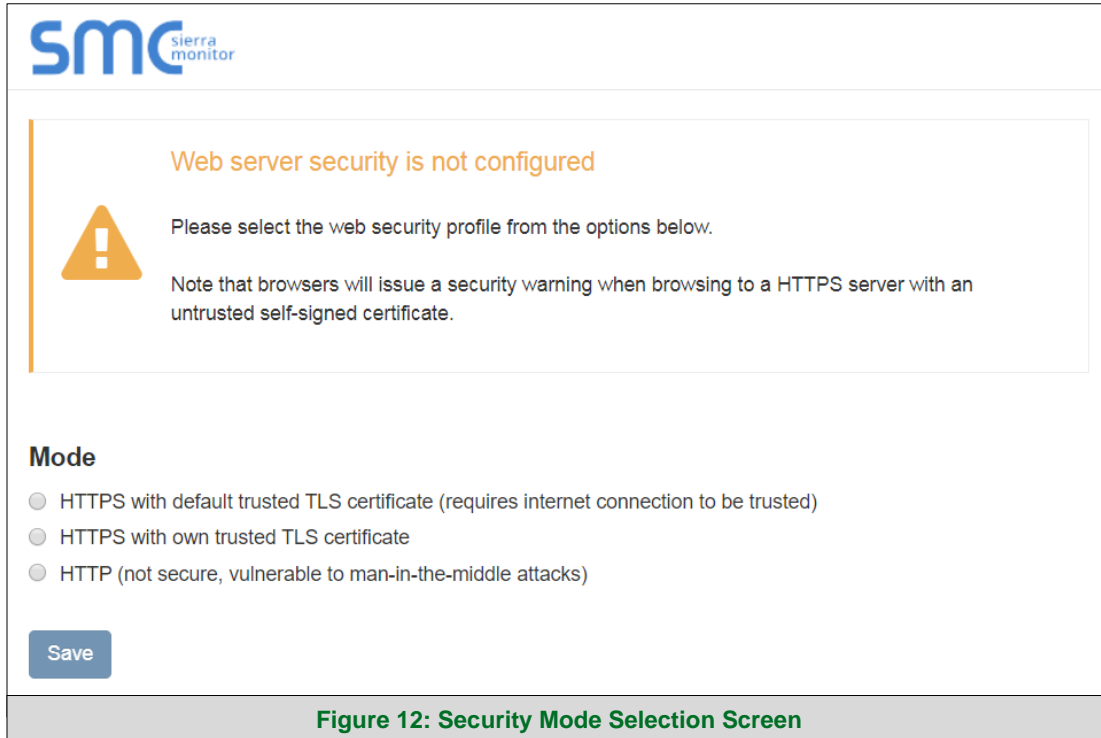 SMC sierra
monitor
Web server security is not configured
Please select the web security profile from the options below.
Note that browsers will issue a security warning when browsing to a HTTPS server with an
untrusted self-signed certificate.
Mode
HTTPS with default trusted TLS certificate (requires internet connection to be trusted)
HTTPS with own trusted TLS certificate
HTTP (not secure, vulnerable to man-in-the-middle attacks)
Save
Figure 12: Security Mode Selection Screen